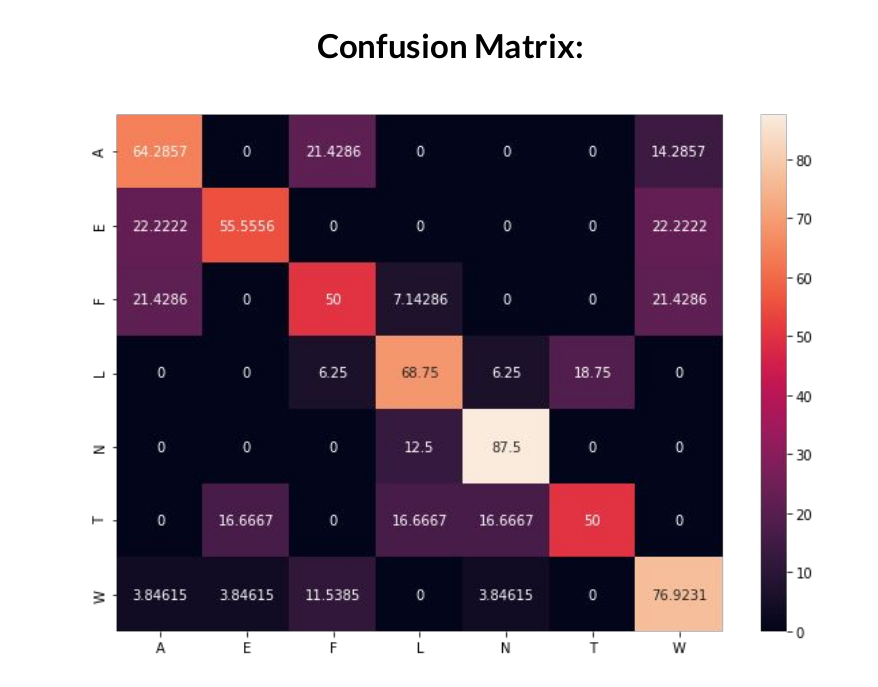 Confusion Matrix:
A 64.2857 0 21.4286 0 0 0 14.2857
E 22.2222 55.5556 0 0 0 0 22.2222
F 21.4286 0 50 7.14286 0 0 21.4286
L 0 0 6.25 68.75 6.25 18.75 0
N 0 0 0 12.5 87.5 0 0
T 0 16.6667 0 16.6667 16.6667 50 0
W 3.84615 3.84615 11.5385 0 3.84615 0 76.9231
A E F L N T W
80
70
60
50
40
30
20
10
0